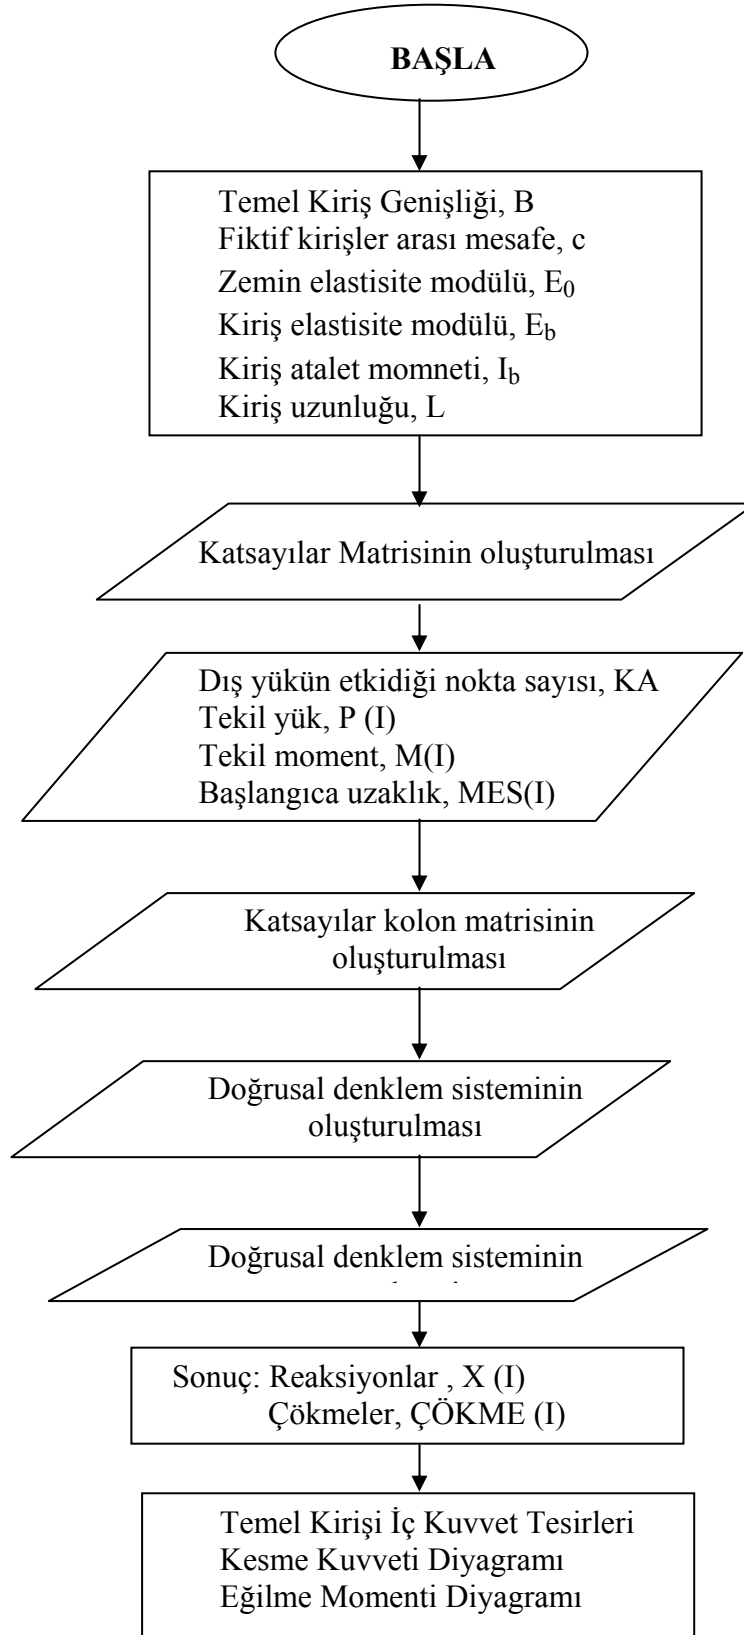 BAŞLA
Temel Kiriş Genişliği, B
Fiktif kirişler arası mesafe, c
Zemin elastisite modülü, E0
Kiriş elastisite modülü, Eb
Kiriş atalet momneti, Ib
Kiriş uzunluğu, L
Katsayılar Matrisinin oluşturulması
Dış yükün etkidiği nokta sayısı, KA
Tekil yük, P (I)
Tekil moment, M(I)
Başlangıca uzaklık, MES(I)
Katsayılar kolon matrisinin
oluşturulması
Doğrusal denklem sisteminin
oluşturulması
Doğrusal denklem sisteminin
Sonuç: Reaksiyonlar , X (I)
Çökmeler, ÇÖKME (I)
Temel Kirişi İç Kuvvet Tesirleri
Kesme Kuvveti Diyagramı
Eğilme Momenti Diyagramı